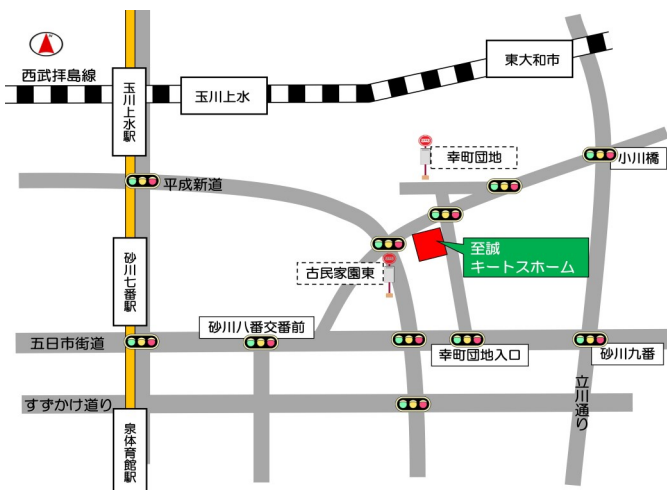 東大和市
西武拝島線
玉川上水駅
玉川上水
幸町団地
小川橋
平成新道
至誠
キートスホーム
古民家園東
砂川七番駅
砂川八番交番前
五日市街道
幸町団地入口
砂川九番
立川通り
すずかけ通り
泉体育館駅